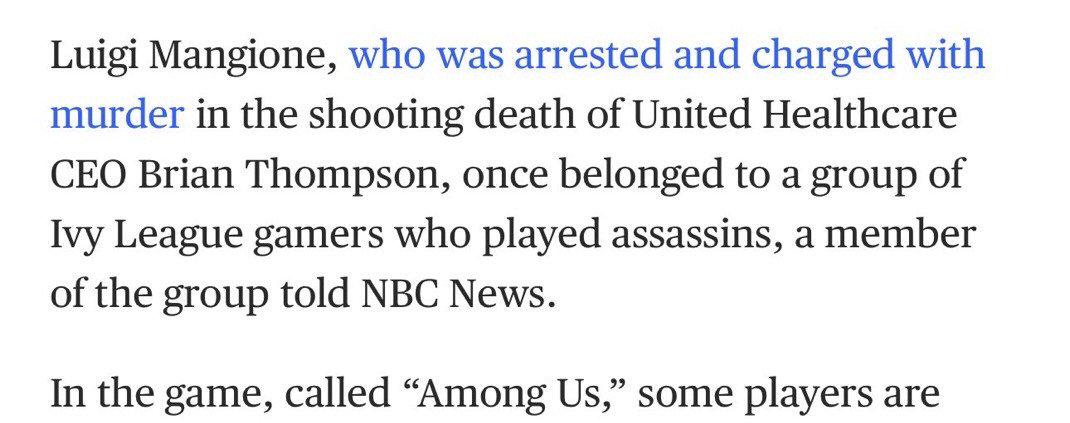 Luigi Mangione, who was arrested and charged with
murder in the shooting death of United Healthcare
CEO Brian Thompson, once belonged to a group of
Ivy League gamers who played assassins, a member
of the group told NBC News.
In the game, called “Among Us,” some players are